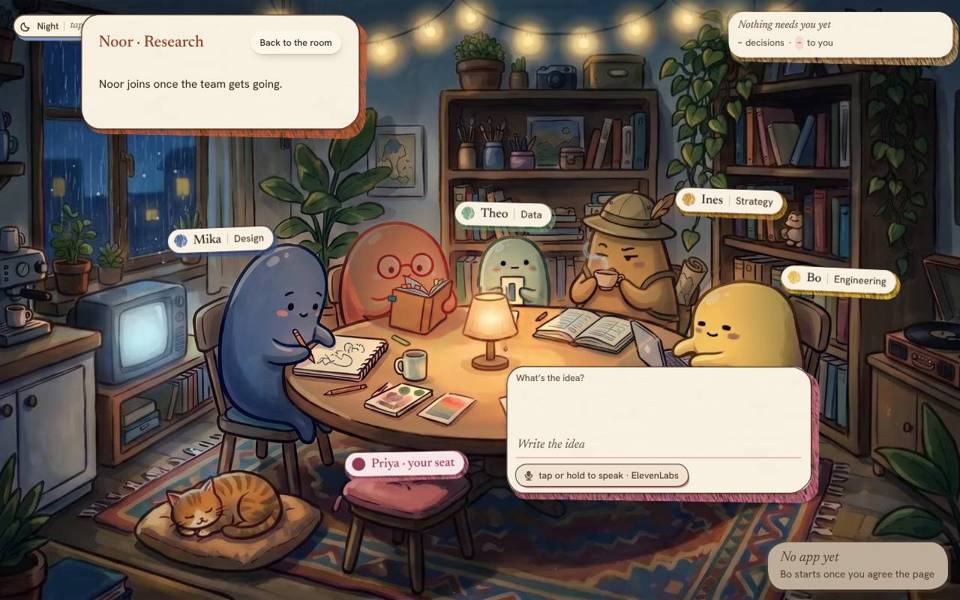 Night | tap
Noor · Research
Back to the room
Noor joins once the team gets going.
Nothing needs you yet
– decisions · – to you
Theo | Data
Ines | Strategy
Mika | Design
Bo | Engineering
What's the idea?
Write the idea
tap or hold to speak · ElevenLabs
Priya · your seat
No app yet
Bo starts once you agree the page